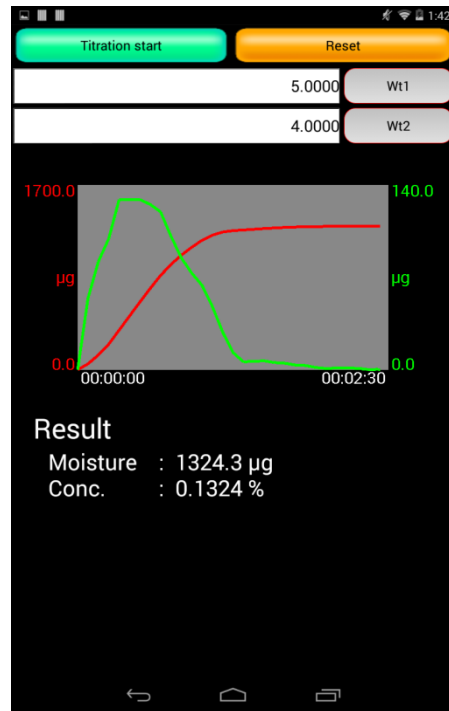 1:42
Titration start Reset
5.0000 Wt1
4.0000 Wt2
1700.0 140.0
µg µg
0.0 0.0
00:00:00 00:02:30
Result
Moisture : 1324.3 µg
Conc. : 0.1324 %